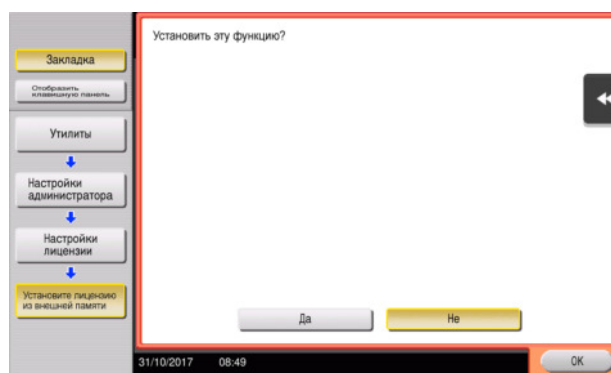 Установить эту функцию?
Закладка
Отобразить
клавишную панель
Утилиты
Настройки
администратора
Настройки
лицензии
Установите лицензию
из внешней памяти
Да
Не
31/10/2017 08:49
OK